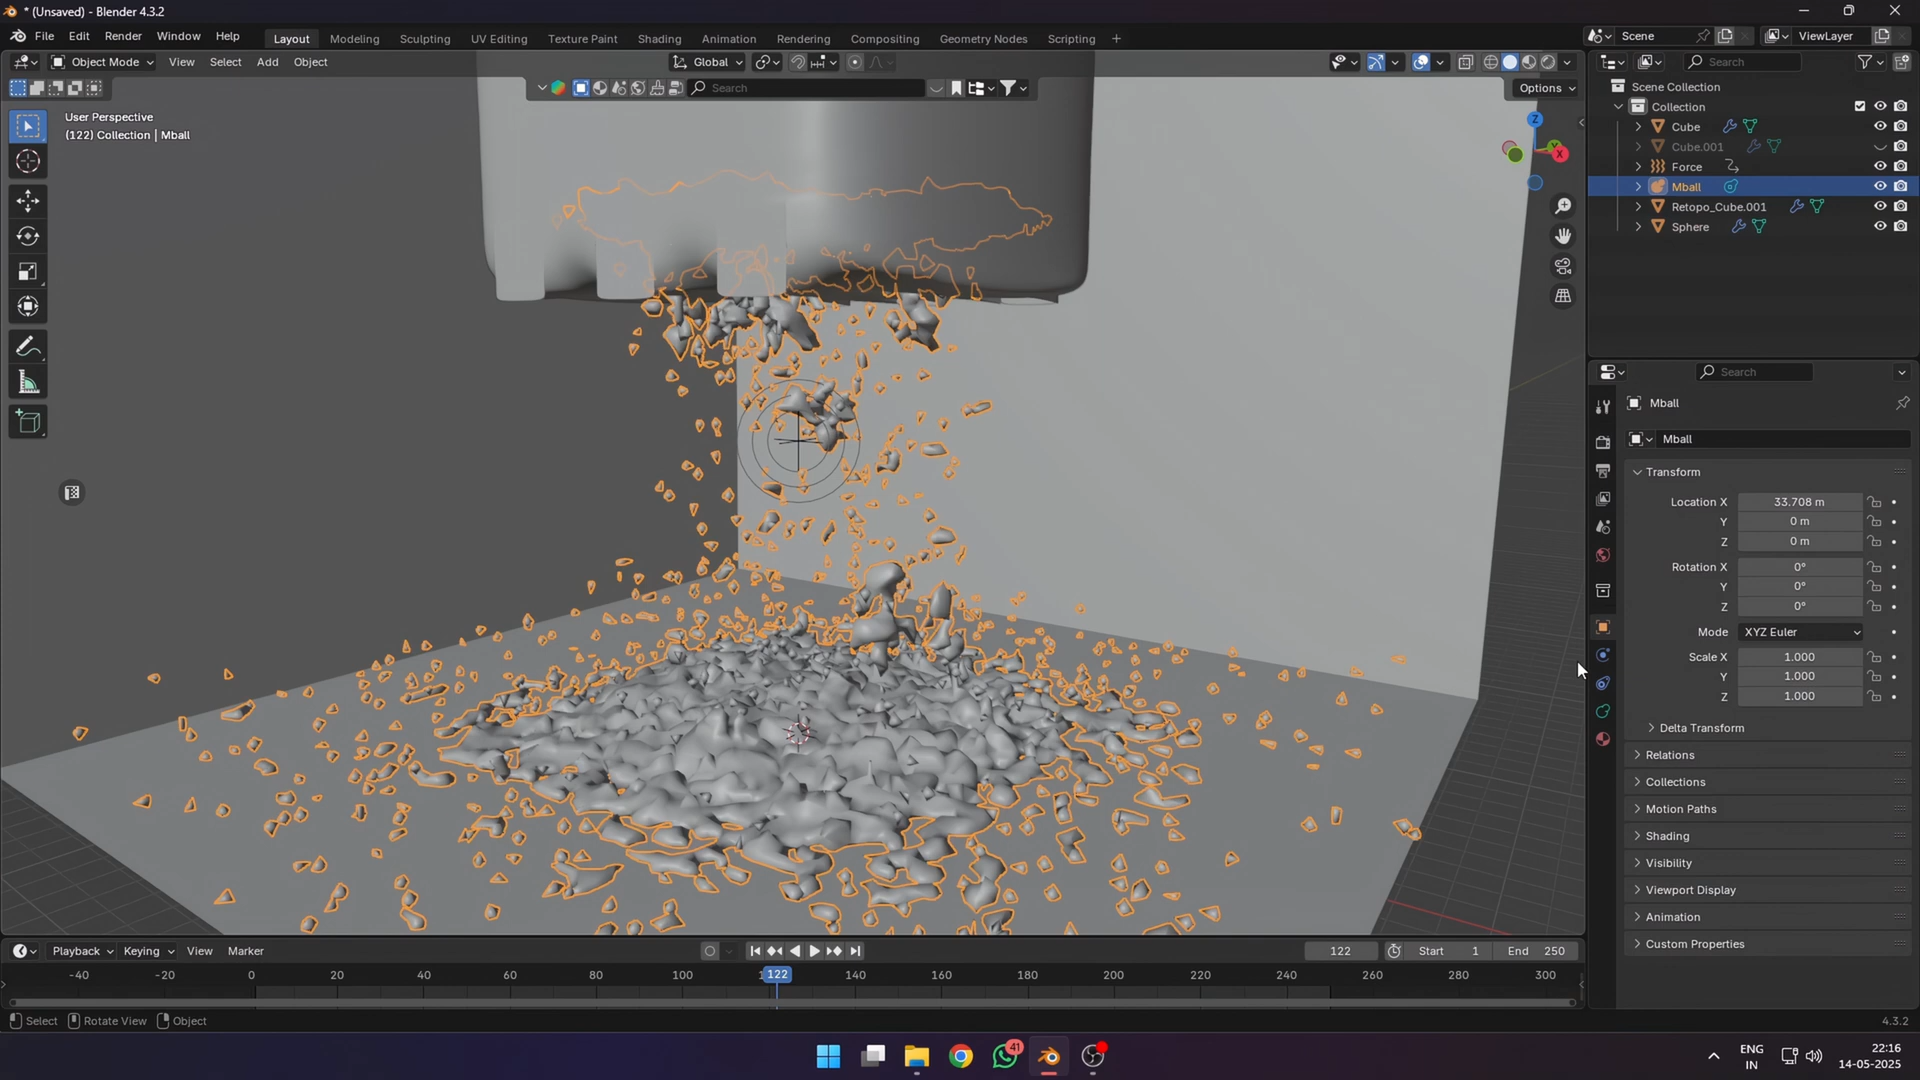 * (Unsaved) - Blender 4.3.2
File Edit Render Window Help
Layout Modeling Sculpting UV Editing Texture Paint Shading Animation Rendering Compositing Geometry Nodes Scripting +
Scene
ViewLayer
Object Mode View Select Add Object
Global
Search
Search
Options
User Perspective
(122) Collection | Mball
Z
X
Scene Collection
Collection
Cube
Cube.001
Force
Mball
Retopo_Cube.001
Sphere
Search
Mball
Mball
Transform
Location X 33.708 m
Y 0 m
Z 0 m
Rotation X 0°
Y 0°
Z 0°
Mode XYZ Euler
Scale X 1.000
Y 1.000
Z 1.000
Delta Transform
Relations
Collections
Motion Paths
Shading
Visibility
Viewport Display
Animation
Custom Properties
Playback Keying View Marker
122 Start 1 End 250
-40 -20 0 20 40 60 80 100 122 140 160 180 200 220 240 260 280 300
Select Rotate View Object
4.3.2
41
ENG
IN
22:16
14-05-2025